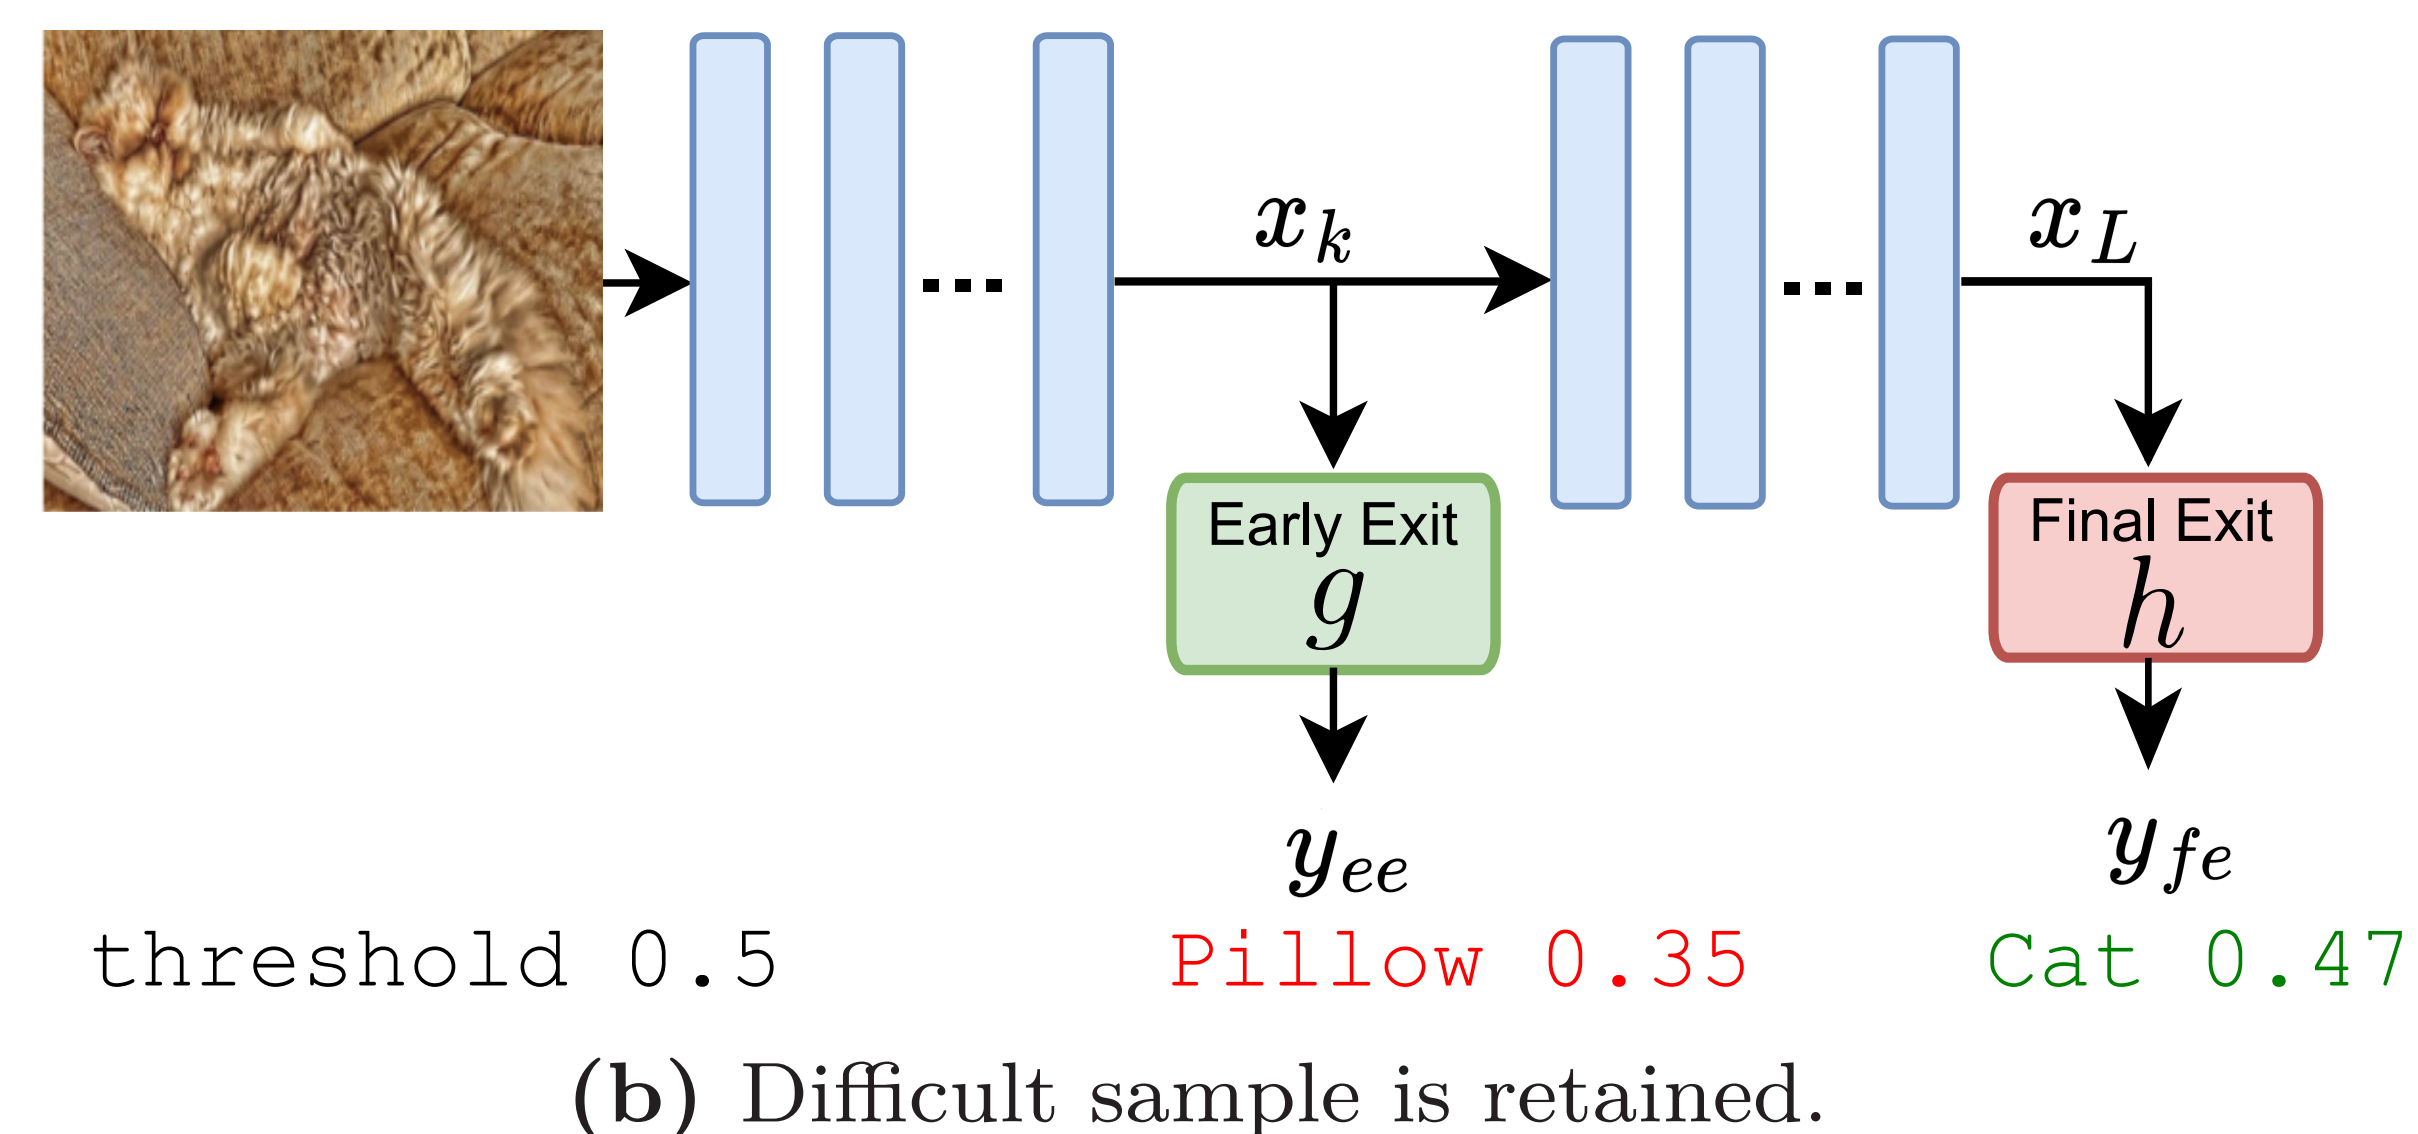 x_k
x_L
Early Exit
g
Final Exit
h
y_ee
y_fe
threshold 0.5
Pillow 0.35
Cat 0.47
(b) Difficult sample is retained.